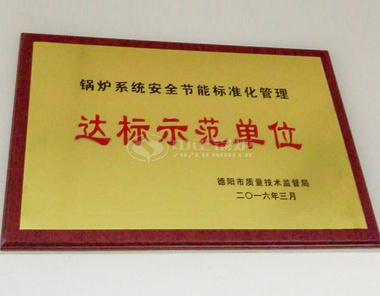 锅炉系统安全节能标准化管理
达标示范单位
德阳市质量技术监督局
二〇一六年三月